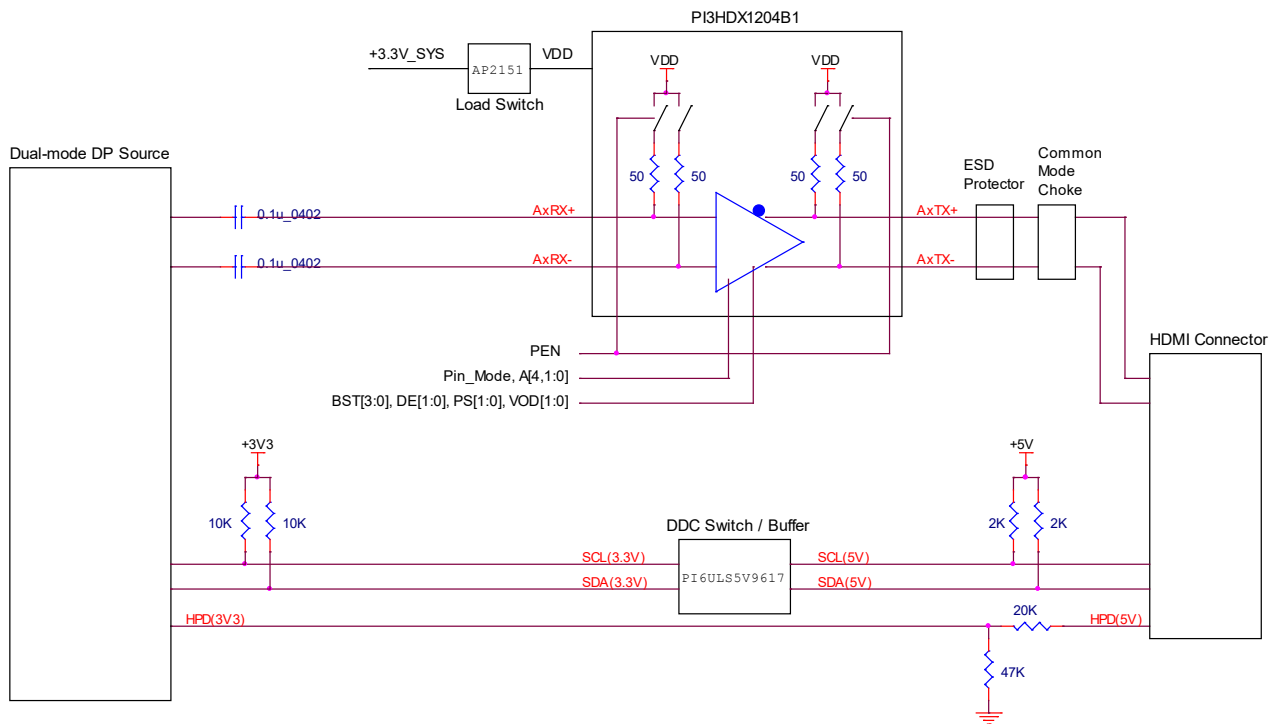 PI3HDX1204B1
+3.3V_SYS
VDD
AP2151
Load Switch
VDD
VDD
Dual-mode DP Source
50
50
50
50
ESD
Protector
Common
Mode
Choke
0.1u_0402
AxRX+
AxTX+
0.1u_0402
AxRX-
AxTX-
PEN
Pin_Mode, A[4,1:0]
BST[3:0], DE[1:0], PS[1:0], VOD[1:0]
HDMI Connector
+3V3
+5V
10K
10K
2K
2K
DDC Switch / Buffer
SCL(3.3V)
SCL(5V)
PI6ULS5V9617
SDA(3.3V)
SDA(5V)
HPD(3V3)
20K
HPD(5V)
47K